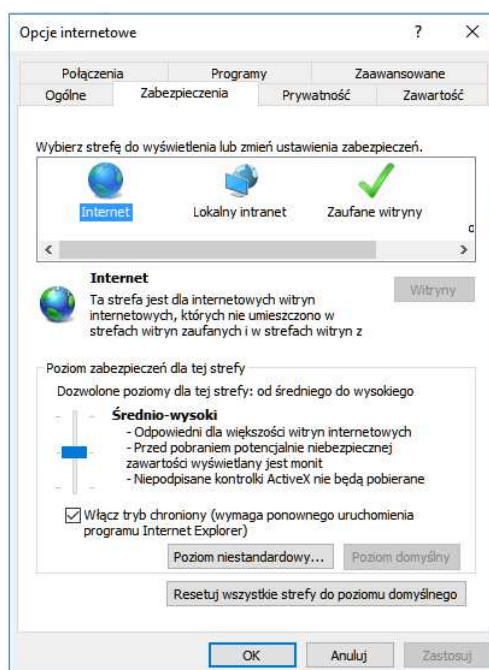 Opcje internetowe ? ×
Połączenia Programy Zaawansowane
Ogólne Zabezpieczenia Prywatność Zawartość
Wybierz strefę do wyświetlenia lub zmień ustawienia zabezpieczeń.
Internet Lokalny intranet Zaufane witryny
Internet
Witryny
Ta strefa jest dla internetowych witryn
internetowych, których nie umieszczono w
strefach witryn zaufanych i w strefach witryn z
Poziom zabezpieczeń dla tej strefy
Dozwolone poziomy dla tej strefy: od średniego do wysokiego
Średnio-wysoki
- Odpowiedni dla większości witryn internetowych
- Przed pobraniem potencjalnie niebezpiecznej
zawartości wyświetlany jest monit
- Niepodpisane kontrolki ActiveX nie będą pobierane
Włącz tryb chroniony (wymaga ponownego uruchomienia
programu Internet Explorer)
Poziom niestandardowy... Poziom domyślny
Resetuj wszystkie strefy do poziomu domyślnego
OK Anuluj Zastosuj